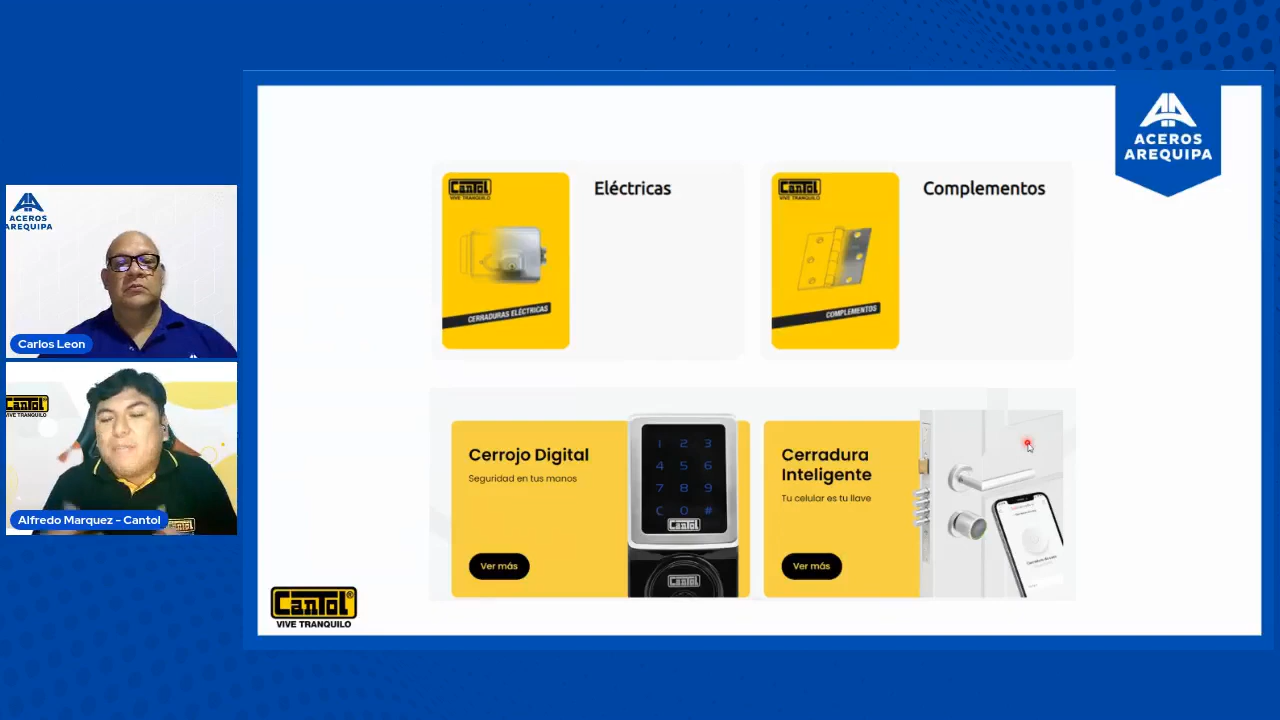 ACEROS
AREQUIPA
Carlos Leon
CanTol
VIVE TRANQUILO
Alfredo Marquez - Cantol
ACEROS
AREQUIPA
CanTol
VIVE TRANQUILO
Eléctricas
CERRADURAS ELÉCTRICAS
CanTol
VIVE TRANQUILO
Complementos
COMPLEMENTOS
Cerrojo Digital
Seguridad en tus manos
Ver más
1 2 3
4 5 6
7 8 9
C 0 #
CanTol
CanTol
Cerradura
Inteligente
Tu celular es tu llave
Ver más
CanTol®
VIVE TRANQUILO